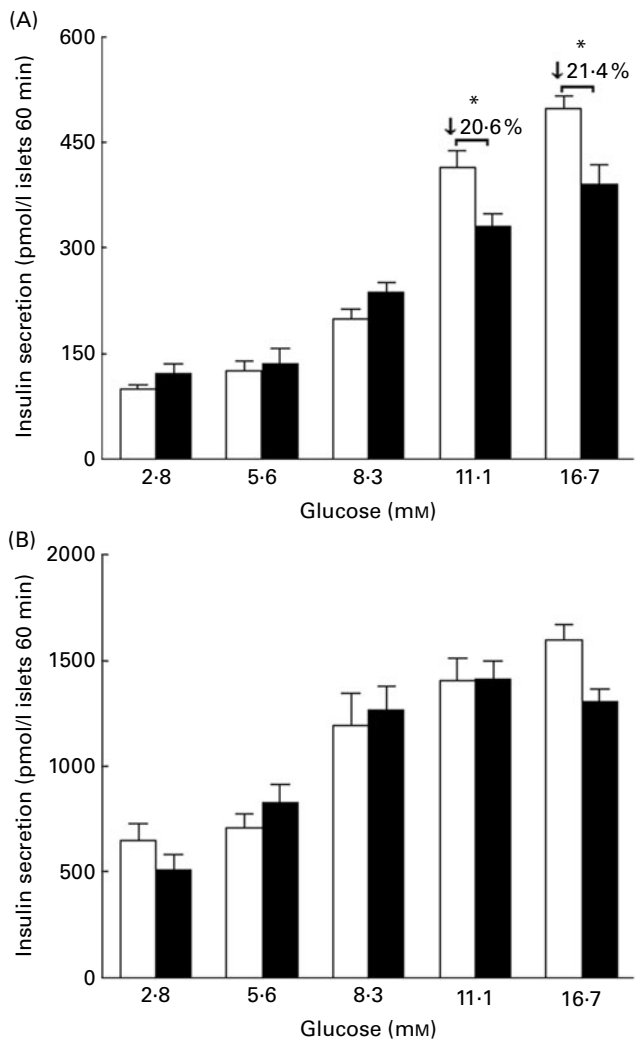 (A)
600
450
300
150
0
Insulin secretion (pmol/l islets 60 min)
*
↓20·6%
*
↓21·4%
2·8 5·6 8·3 11·1 16·7
Glucose (mM)
(B)
2000
1500
1000
500
0
Insulin secretion (pmol/l islets 60 min)
2·8 5·6 8·3 11·1 16·7
Glucose (mM)